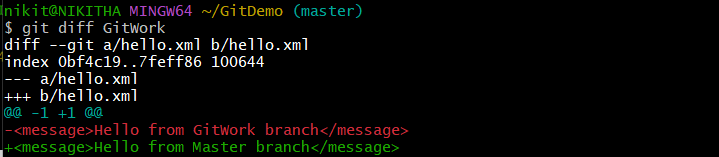 nikit@NIKITHA MINGW64 ~/GitDemo (master)
$ git diff GitWork
diff --git a/hello.xml b/hello.xml
index 0bf4c19..7feff86 100644
--- a/hello.xml
+++ b/hello.xml
@@ -1 +1 @@
-<message>Hello from GitWork branch</message>
+<message>Hello from Master branch</message>